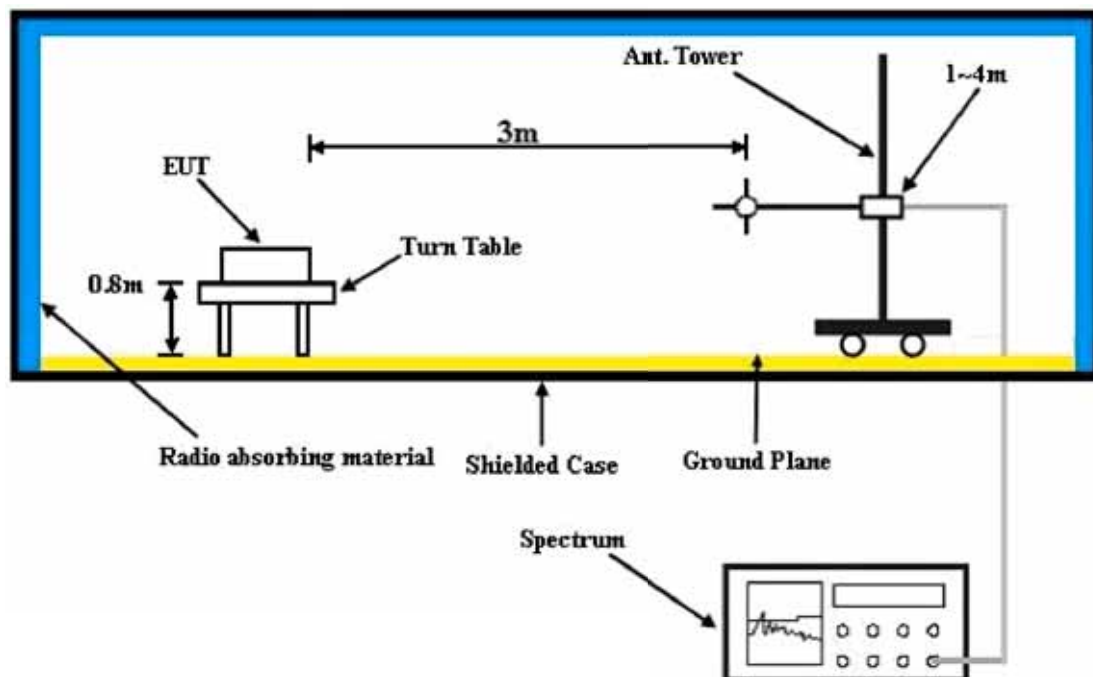 Ant. Tower
1~4m
3m
EUT
Turn Table
0.8m
Radio absorbing material
Shielded Case
Ground Plane
Spectrum